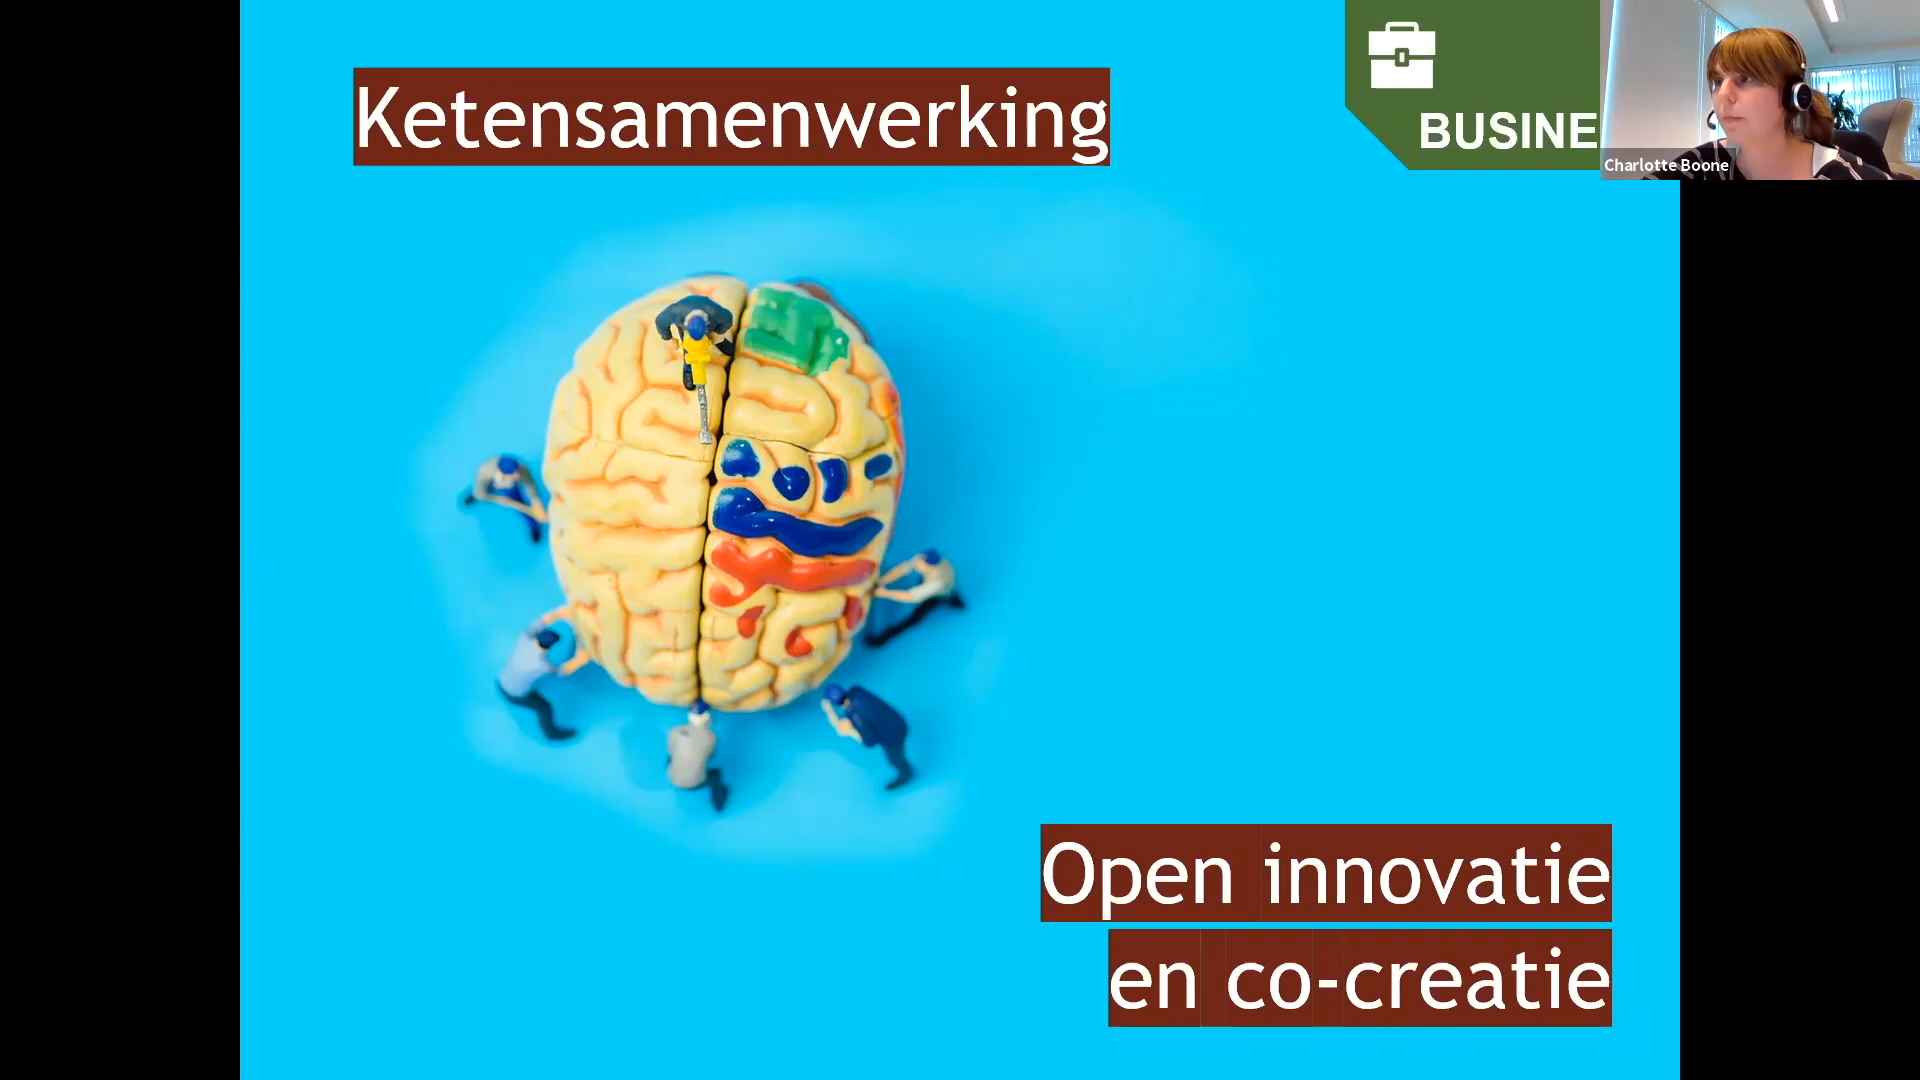 Ketensamenwerking
BUSINE
Charlotte Boone
Open innovatie
en co-creatie